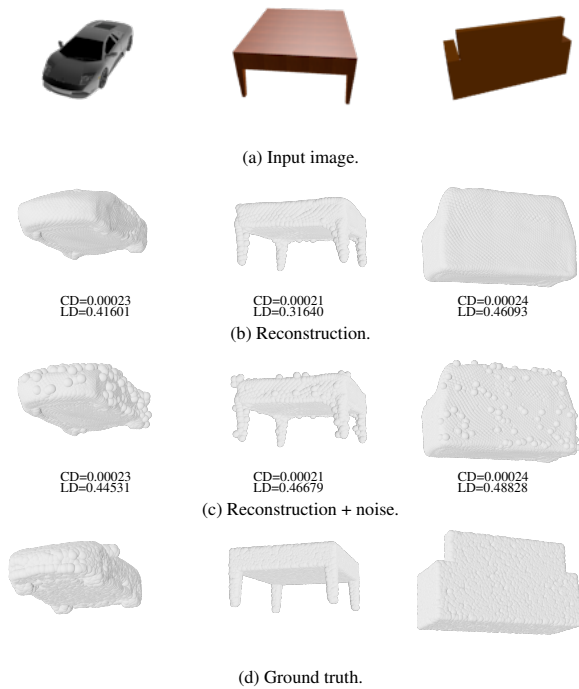 (a) Input image.
CD=0.00023 CD=0.00021 CD=0.00024
LD=0.41601 LD=0.31640 LD=0.46093
(b) Reconstruction.
CD=0.00023 CD=0.00021 CD=0.00024
LD=0.44531 LD=0.46679 LD=0.48828
(c) Reconstruction + noise.
(d) Ground truth.